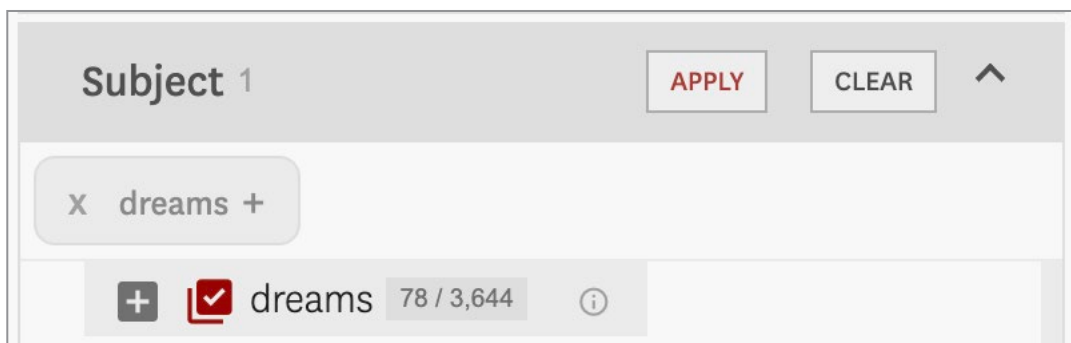 Subject 1 APPLY CLEAR
x dreams +
+ dreams 78 / 3,644 i